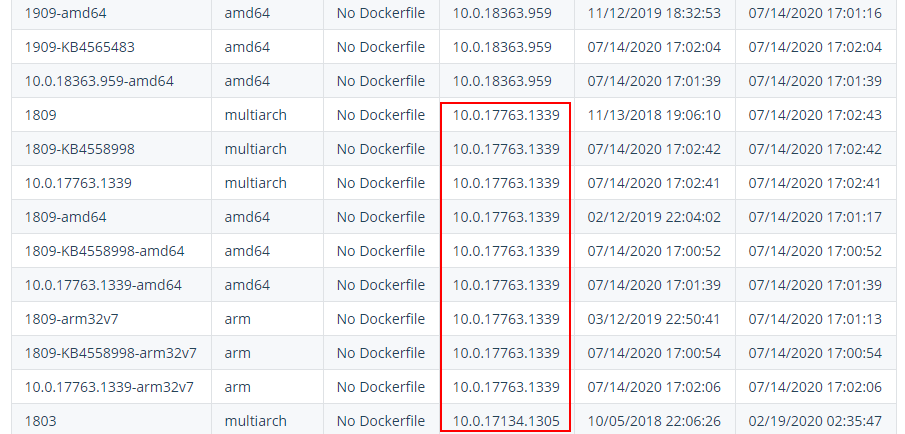 1909-amd64 amd64 No Dockerfile 10.0.18363.959 11/12/2019 18:32:53 07/14/2020 17:01:16
1909-KB4565483 amd64 No Dockerfile 10.0.18363.959 07/14/2020 17:02:04 07/14/2020 17:02:04
10.0.18363.959-amd64 amd64 No Dockerfile 10.0.18363.959 07/14/2020 17:01:39 07/14/2020 17:01:39
1809 multiarch No Dockerfile 10.0.17763.1339 11/13/2018 19:06:10 07/14/2020 17:02:43
1809-KB4558998 multiarch No Dockerfile 10.0.17763.1339 07/14/2020 17:02:42 07/14/2020 17:02:42
10.0.17763.1339 multiarch No Dockerfile 10.0.17763.1339 07/14/2020 17:02:41 07/14/2020 17:02:41
1809-amd64 amd64 No Dockerfile 10.0.17763.1339 02/12/2019 22:04:02 07/14/2020 17:01:17
1809-KB4558998-amd64 amd64 No Dockerfile 10.0.17763.1339 07/14/2020 17:00:52 07/14/2020 17:00:52
10.0.17763.1339-amd64 amd64 No Dockerfile 10.0.17763.1339 07/14/2020 17:01:39 07/14/2020 17:01:39
1809-arm32v7 arm No Dockerfile 10.0.17763.1339 03/12/2019 22:50:41 07/14/2020 17:01:13
1809-KB4558998-arm32v7 arm No Dockerfile 10.0.17763.1339 07/14/2020 17:00:54 07/14/2020 17:00:54
10.0.17763.1339-arm32v7 arm No Dockerfile 10.0.17763.1339 07/14/2020 17:02:06 07/14/2020 17:02:06
1803 multiarch No Dockerfile 10.0.17134.1305 10/05/2018 22:06:26 02/19/2020 02:35:47